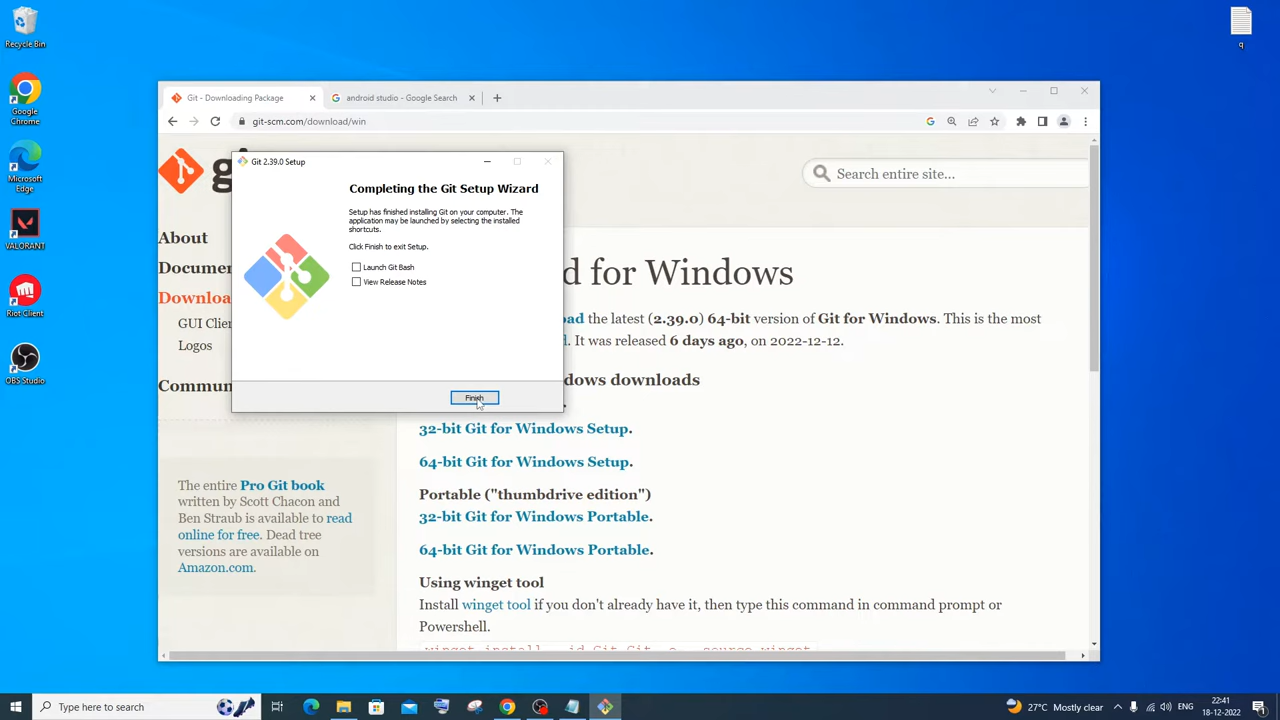 Recycle Bin
Google
Chrome
Microsoft
Edge
VALORANT
Riot Client
OBS Studio
q
Git - Downloading Package
android studio - Google Search
git-scm.com/download/win
Search entire site...
About
Documen
Downloa
GUI Clien
Logos
Commun
d for Windows
oad the latest (2.39.0) 64-bit version of Git for Windows. This is the most
d. It was released 6 days ago, on 2022-12-12.
dows downloads
32-bit Git for Windows Setup.
64-bit Git for Windows Setup.
Portable ("thumbdrive edition")
32-bit Git for Windows Portable.
64-bit Git for Windows Portable.
Using winget tool
Install winget tool if you don't already have it, then type this command in command prompt or
Powershell.
winget install --id Git.Git -e --source winget
The entire Pro Git book
written by Scott Chacon and
Ben Straub is available to read
online for free. Dead tree
versions are available on
Amazon.com.
Git 2.39.0 Setup
Completing the Git Setup Wizard
Setup has finished installing Git on your computer. The
application may be launched by selecting the installed
shortcuts.
Click Finish to exit Setup.
Launch Git Bash
View Release Notes
Finish
Type here to search
27°C Mostly clear
22:41
18-12-2022